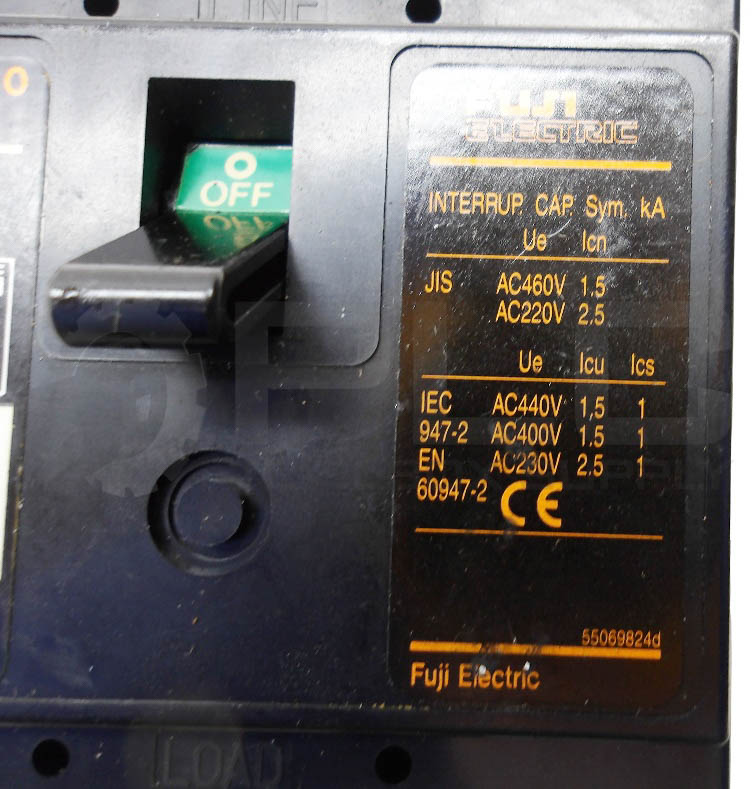 LINE
O
O
OFF
FUJI
ELECTRIC
INTERRUP. CAP. Sym. kA
Ue Icn
JIS AC460V 1.5
AC220V 2.5
Ue Icu Ics
IEC AC440V 1,5 1
947-2 AC400V 1.5 1
EN AC230V 2.5 1
60947-2 CE
55069824d
Fuji Electric
LOAD